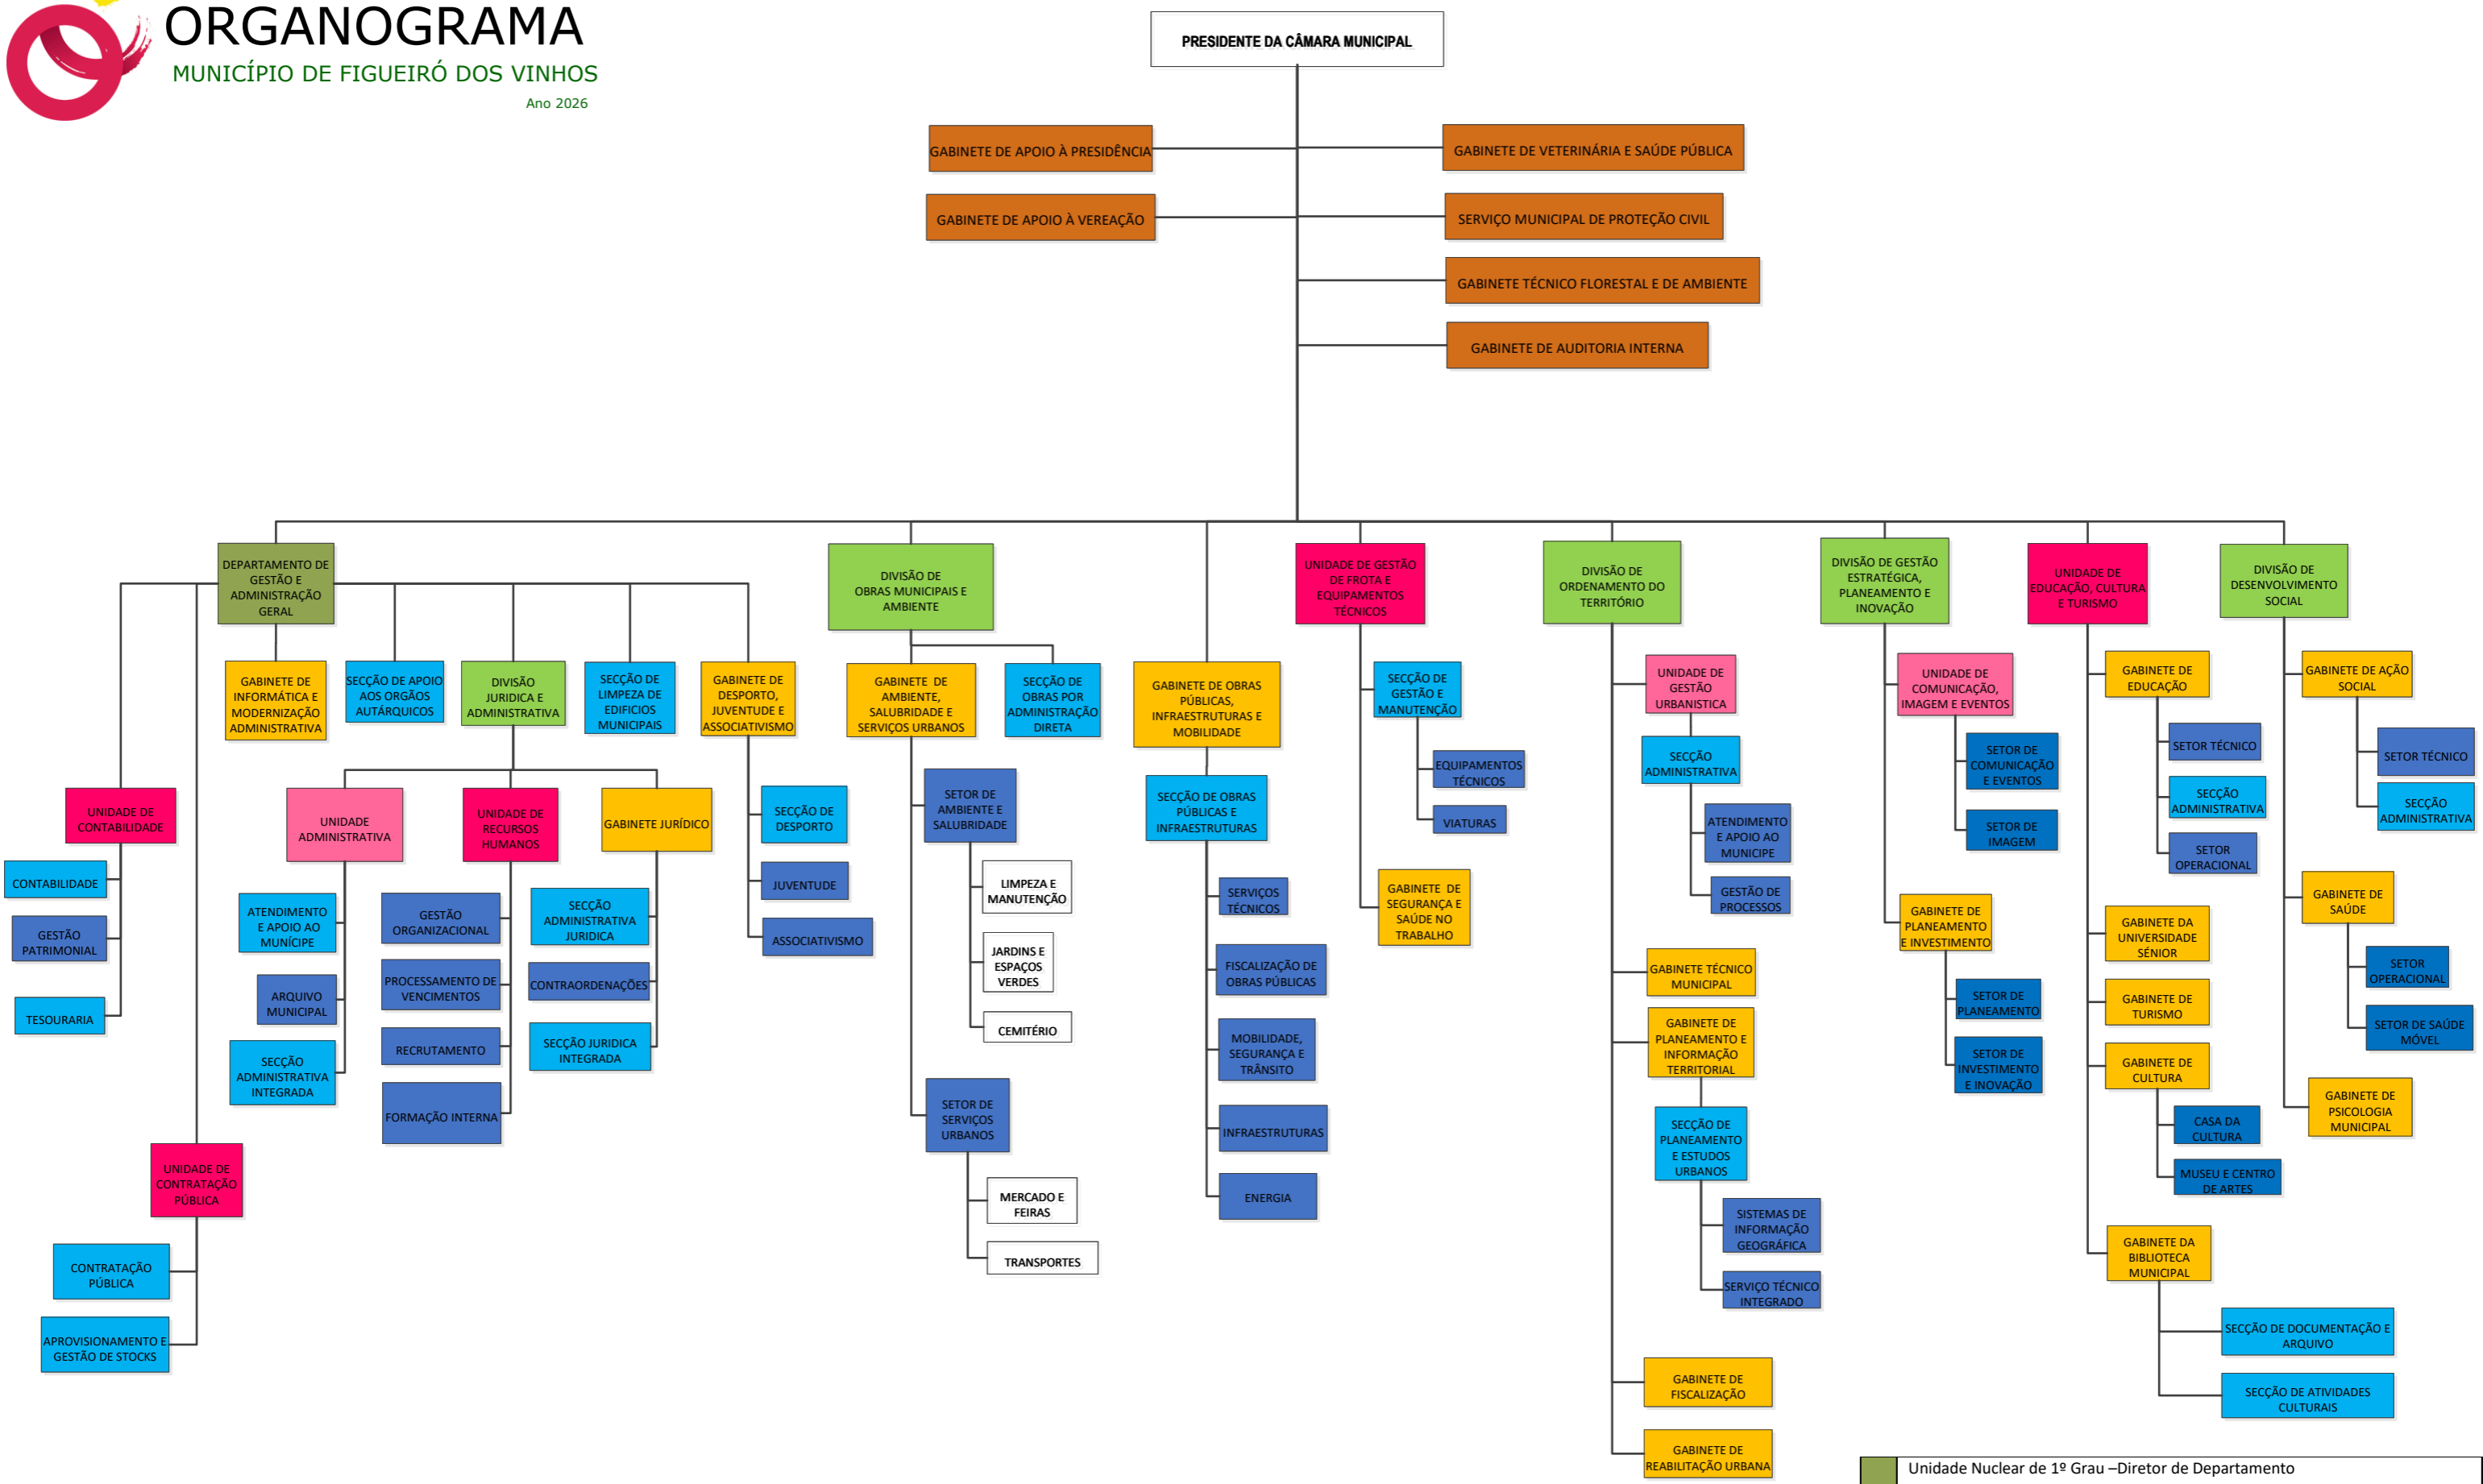 ORGANOGRAMA
MUNICÍPIO DE FIGUEIRÓ DOS VINHOS
Ano 2026
PRESIDENTE DA CÂMARA MUNICIPAL
GABINETE DE APOIO À PRESIDÊNCIA
GABINETE DE VETERINÁRIA E SAÚDE PÚBLICA
GABINETE DE APOIO À VEREAÇÃO
SERVIÇO MUNICIPAL DE PROTEÇÃO CIVIL
GABINETE TÉCNICO FLORESTAL E DE AMBIENTE
GABINETE DE AUDITORIA INTERNA
DEPARTAMENTO DE
GESTÃO E
ADMINISTRAÇÃO
GERAL
GABINETE DE
INFORMÁTICA E
MODERNIZAÇÃO
ADMINISTRATIVA
SECÇÃO DE APOIO
AOS ORGÃOS
AUTÁRQUICOS
DIVISÃO
JURIDICA E
ADMINISTRATIVA
SECÇÃO DE
LIMPEZA DE
EDIFICIOS
MUNICIPAIS
GABINETE DE
DESPORTO,
JUVENTUDE E
ASSOCIATIVISMO
UNIDADE DE
CONTABILIDADE
CONTABILIDADE
GESTÃO
PATRIMONIAL
TESOURARIA
UNIDADE DE
CONTRATAÇÃO
PÚBLICA
CONTRATAÇÃO
PÚBLICA
APROVISIONAMENTO E
GESTÃO DE STOCKS
UNIDADE
ADMINISTRATIVA
ATENDIMENTO
E APOIO AO
MUNÍCIPE
ARQUIVO
MUNICIPAL
SECÇÃO
ADMINISTRATIVA
INTEGRADA
UNIDADE DE
RECURSOS
HUMANOS
GESTÃO
ORGANIZACIONAL
PROCESSAMENTO DE
VENCIMENTOS
RECRUTAMENTO
FORMAÇÃO INTERNA
GABINETE JURÍDICO
SECÇÃO
ADMINISTRATIVA
JURIDICA
CONTRAORDENAÇÕES
SECÇÃO JURIDICA
INTEGRADA
SECÇÃO DE
DESPORTO
JUVENTUDE
ASSOCIATIVISMO
DIVISÃO DE
OBRAS MUNICIPAIS E
AMBIENTE
GABINETE DE
AMBIENTE,
SALUBRIDADE E
SERVIÇOS URBANOS
SECÇÃO DE
OBRAS POR
ADMINISTRAÇÃO
DIRETA
SETOR DE
AMBIENTE E
SALUBRIDADE
LIMPEZA E
MANUTENÇÃO
JARDINS E
ESPAÇOS
VERDES
CEMITÉRIO
SETOR DE
SERVIÇOS
URBANOS
MERCADO E
FEIRAS
TRANSPORTES
GABINETE DE OBRAS
PÚBLICAS,
INFRAESTRUTURAS E
MOBILIDADE
SECÇÃO DE OBRAS
PÚBLICAS E
INFRAESTRUTURAS
SERVIÇOS
TÉCNICOS
FISCALIZAÇÃO DE
OBRAS PÚBLICAS
MOBILIDADE,
SEGURANÇA E
TRÂNSITO
INFRAESTRUTURAS
ENERGIA
UNIDADE DE GESTÃO
DE FROTA E
EQUIPAMENTOS
TÉCNICOS
SECÇÃO DE
GESTÃO E
MANUTENÇÃO
EQUIPAMENTOS
TÉCNICOS
VIATURAS
GABINETE DE
SEGURANÇA E
SAÚDE NO
TRABALHO
DIVISÃO DE
ORDENAMENTO DO
TERRITÓRIO
UNIDADE DE
GESTÃO
URBANISTICA
SECÇÃO
ADMINISTRATIVA
ATENDIMENTO
E APOIO AO
MUNICIPE
GESTÃO DE
PROCESSOS
GABINETE TÉCNICO
MUNICIPAL
GABINETE DE
PLANEAMENTO E
INFORMAÇÃO
TERRITORIAL
SECÇÃO DE
PLANEAMENTO
E ESTUDOS
URBANOS
SISTEMAS DE
INFORMAÇÃO
GEOGRÁFICA
SERVIÇO TÉCNICO
INTEGRADO
GABINETE DE
FISCALIZAÇÃO
GABINETE DE
REABILITAÇÃO URBANA
DIVISÃO DE GESTÃO
ESTRATÉGICA,
PLANEAMENTO E
INOVAÇÃO
UNIDADE DE
COMUNICAÇÃO,
IMAGEM E EVENTOS
SETOR DE
COMUNICAÇÃO
E EVENTOS
SETOR DE
IMAGEM
GABINETE DE
PLANEAMENTO
E INVESTIMENTO
SETOR DE
PLANEAMENTO
SETOR DE
INVESTIMENTO
E INOVAÇÃO
UNIDADE DE
EDUCAÇÃO, CULTURA
E TURISMO
GABINETE DE
EDUCAÇÃO
SETOR TÉCNICO
SECÇÃO
ADMINISTRATIVA
SETOR
OPERACIONAL
GABINETE DA
UNIVERSIDADE
SÉNIOR
GABINETE DE
TURISMO
GABINETE DE
CULTURA
CASA DA
CULTURA
MUSEU E CENTRO
DE ARTES
GABINETE DA
BIBLIOTECA
MUNICIPAL
SECÇÃO DE DOCUMENTAÇÃO E
ARQUIVO
SECÇÃO DE ATIVIDADES
CULTURAIS
DIVISÃO DE
DESENVOLVIMENTO
SOCIAL
GABINETE DE AÇÃO
SOCIAL
SETOR TÉCNICO
SECÇÃO
ADMINISTRATIVA
GABINETE DE
SAÚDE
SETOR
OPERACIONAL
SETOR DE SAÚDE
MÓVEL
GABINETE DE
PSICOLOGIA
MUNICIPAL
Unidade Nuclear de 1º Grau –Diretor de Departamento